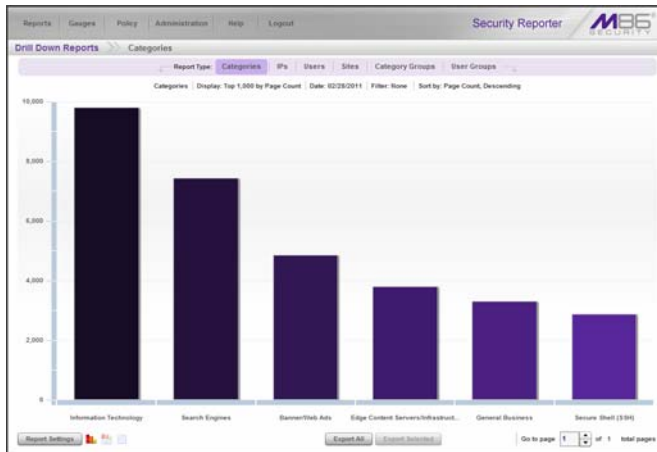 Reports Gauges Policy Administration Help Logout Security Reporter M86 SECURITY
Drill Down Reports Categories
Report Type: Categories IPs Users Sites Category Groups User Groups
Categories Display: Top 1,000 by Page Count Date: 02/28/2011 Filter: None Sort by: Page Count, Descending
10,000
8,000
6,000
4,000
2,000
0
Information Technology Search Engines Banner/Web Ads Edge Content Servers/Infrastruct... General Business Secure Shell (SSH)
Report Settings Export All Export Selected Go to page 1 of 1 total pages